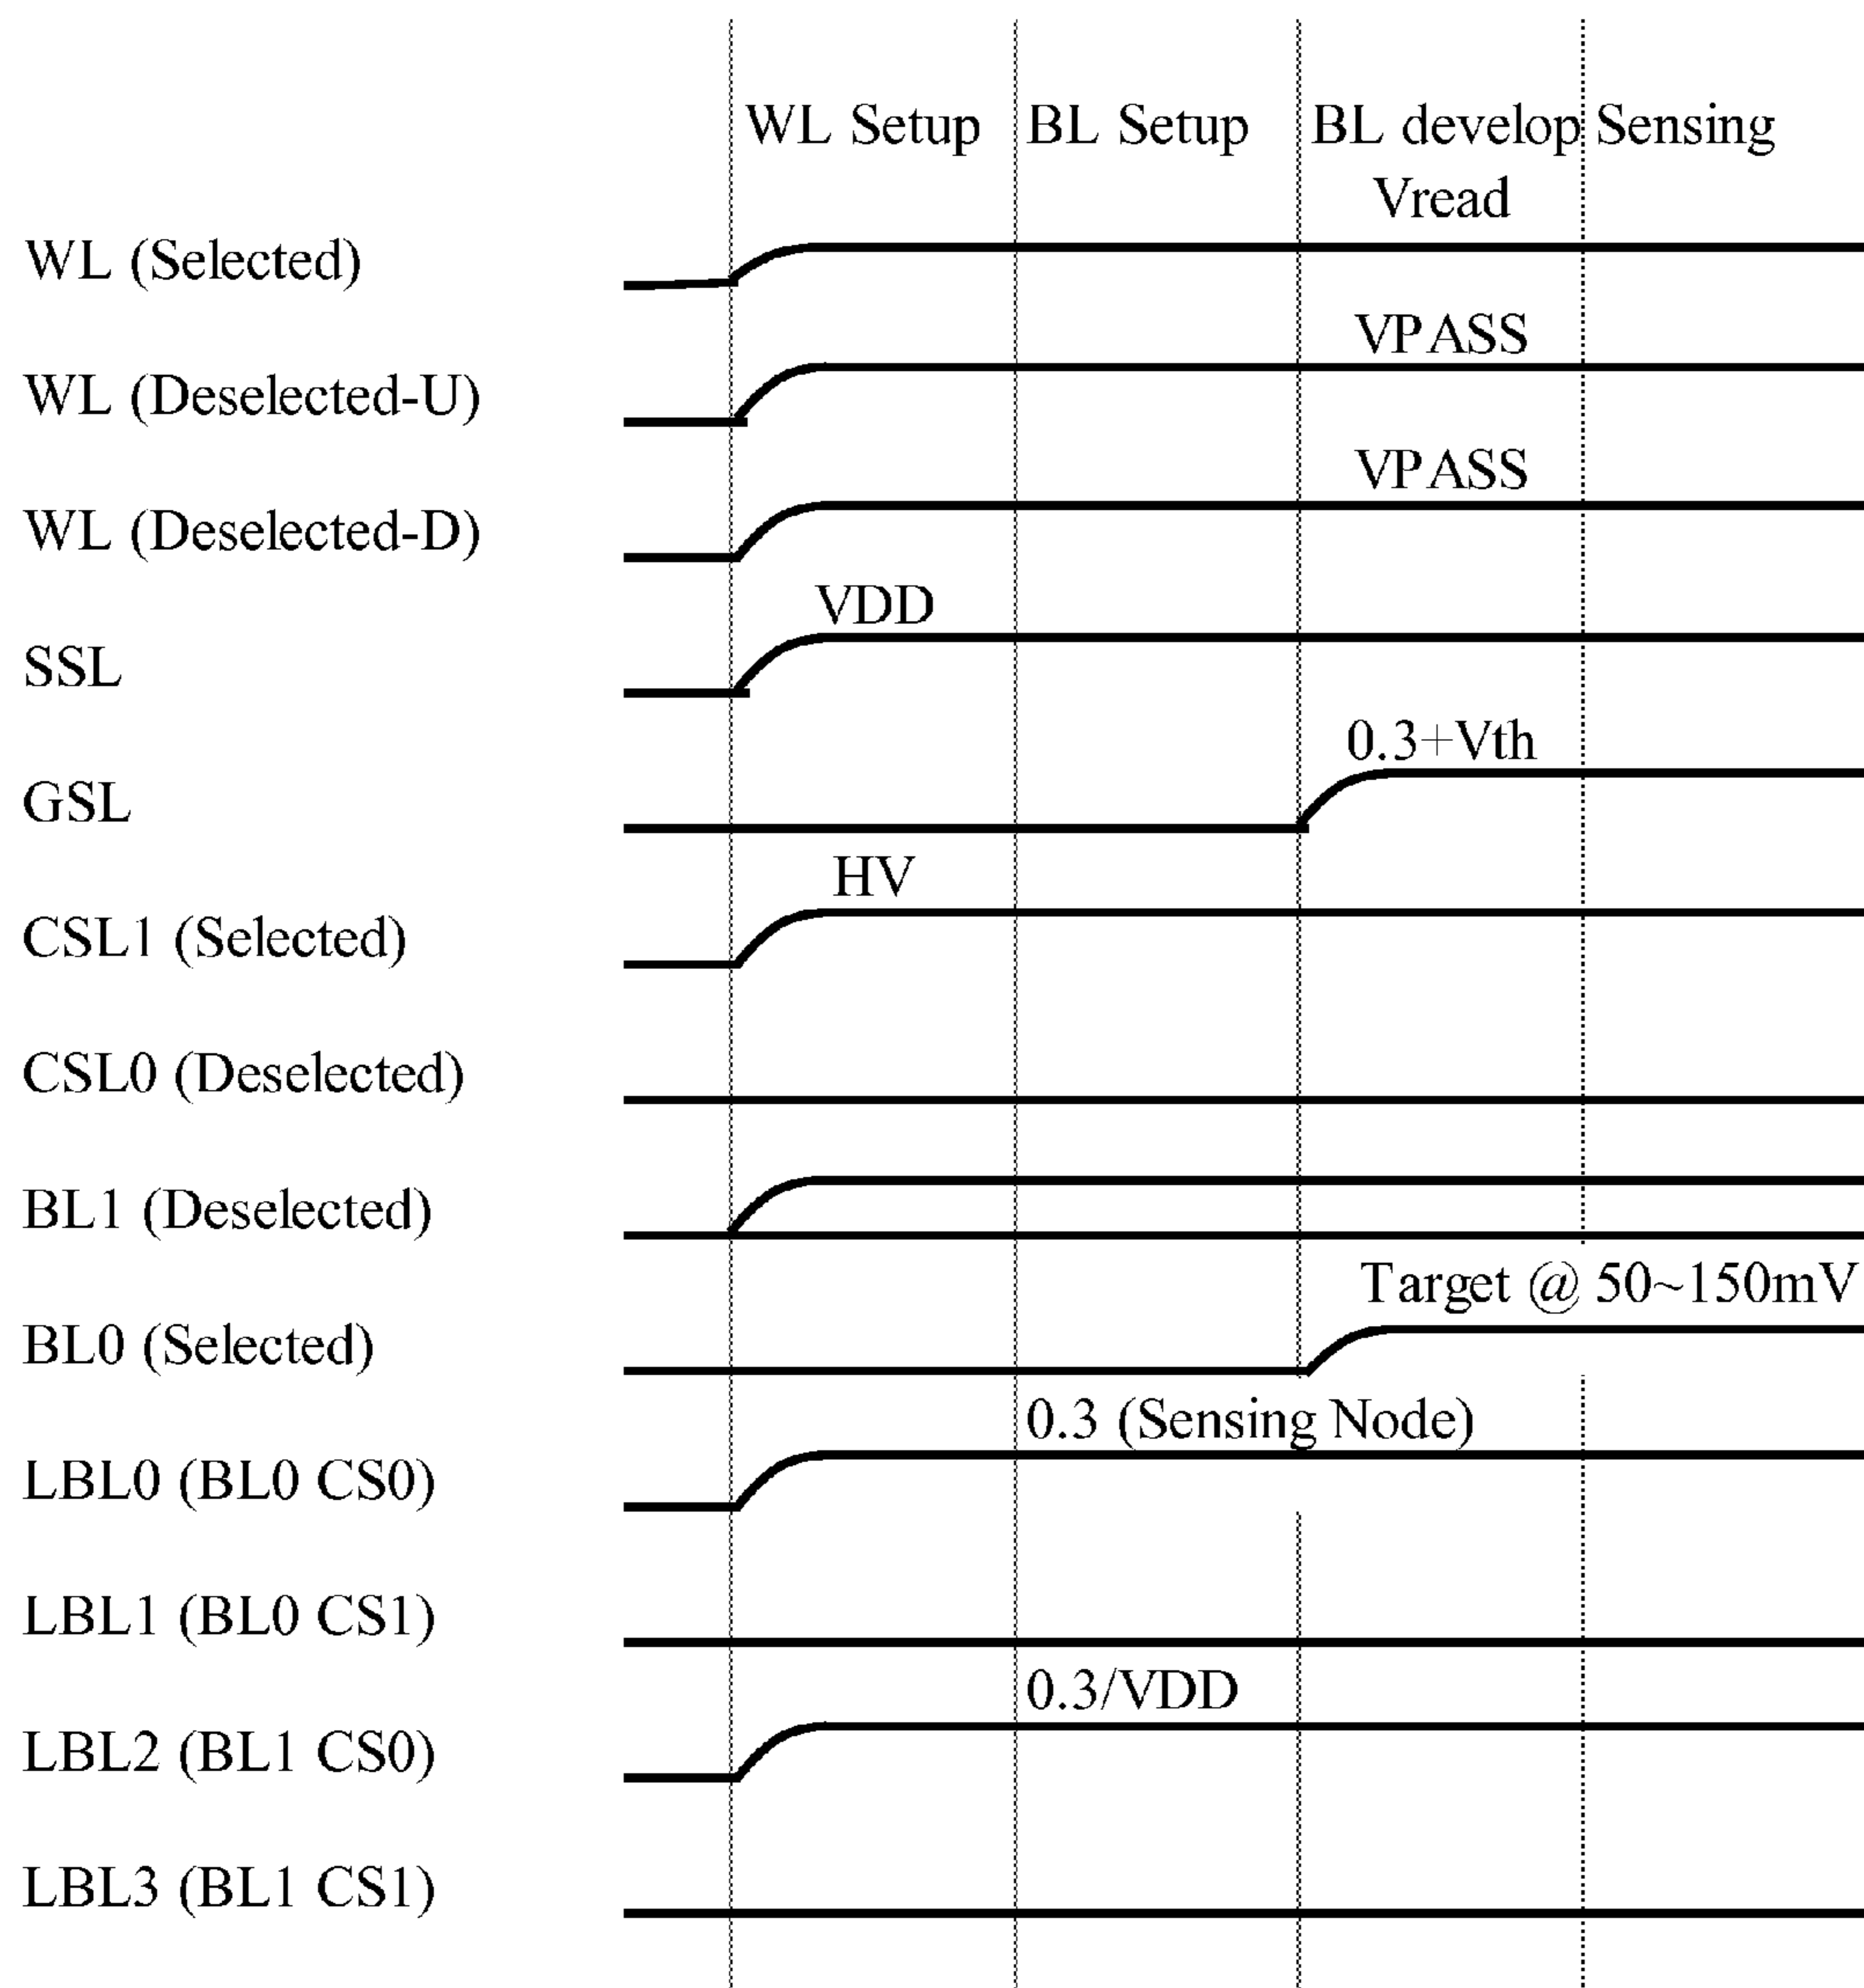 WL Setup BL Setup BL develop Sensing
Vread
WL (Selected)
VPASS
WL (Deselected-U)
VPASS
WL (Deselected-D)
VDD
SSL
0.3+Vth
GSL
HV
CSL1 (Selected)
CSL0 (Deselected)
BL1 (Deselected)
Target @ 50~150mV
BL0 (Selected)
0.3 (Sensing Node)
LBL0 (BL0 CS0)
LBL1 (BL0 CS1)
0.3/VDD
LBL2 (BL1 CS0)
LBL3 (BL1 CS1)